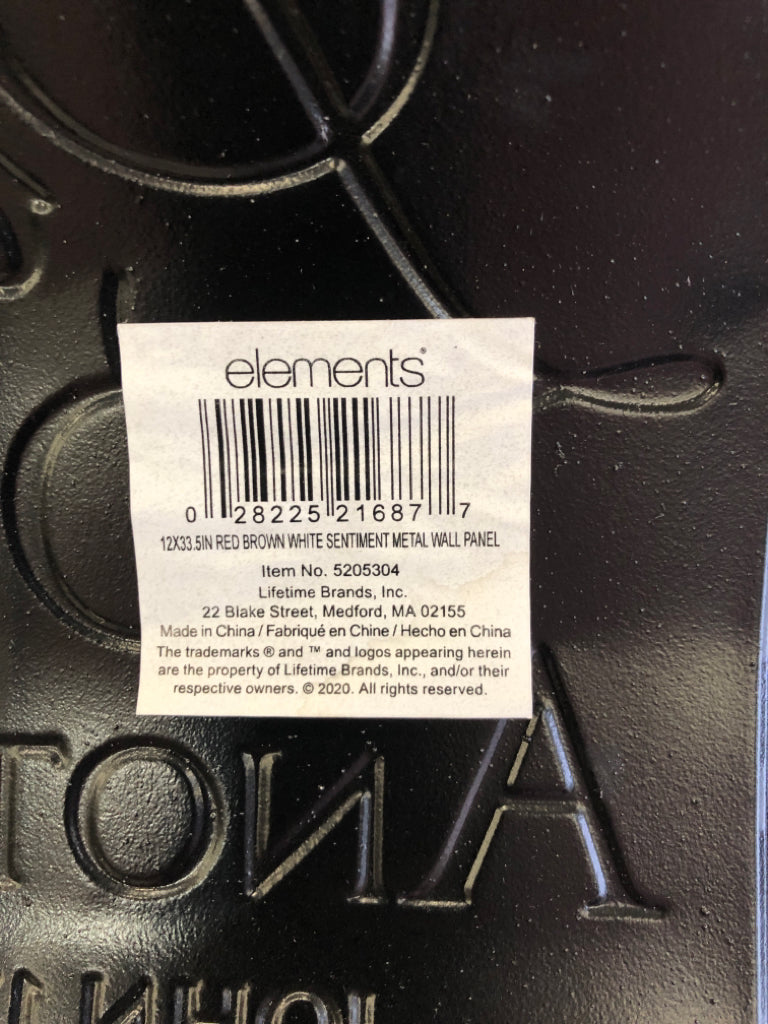 elements®
0 28225 21687 7
12X33.5IN RED BROWN WHITE SENTIMENT METAL WALL PANEL
Item No. 5205304
Lifetime Brands, Inc.
22 Blake Street, Medford, MA 02155
Made in China / Fabriqué en Chine / Hecho en China
The trademarks ® and ™ and logos appearing herein
are the property of Lifetime Brands, Inc., and/or their
respective owners. © 2020. All rights reserved.